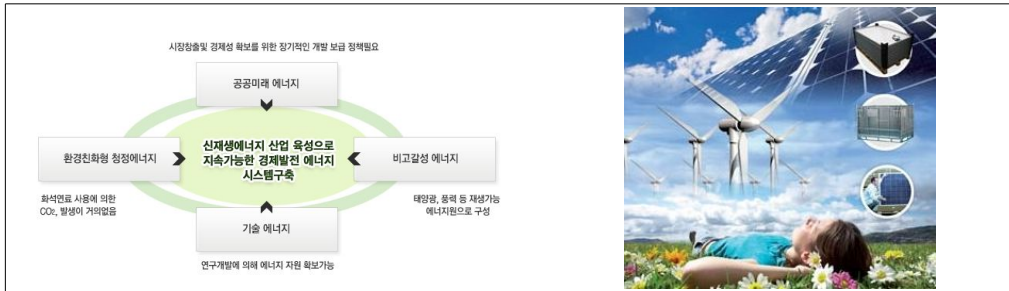 시장창출및 경제성 확보를 위한 장기적인 개발 보급 정책필요
공공미래 에너지
환경친화형 청정에너지
신재생에너지 산업 육성으로
지속가능한 경제발전 에너지
시스템구축
비고갈성 에너지
화석연료 사용에 의한
CO₂, 발생이 거의없음
태양광, 풍력 등 재생가능
에너지원으로 구성
기술 에너지
연구개발에 의해 에너지 자원 확보가능